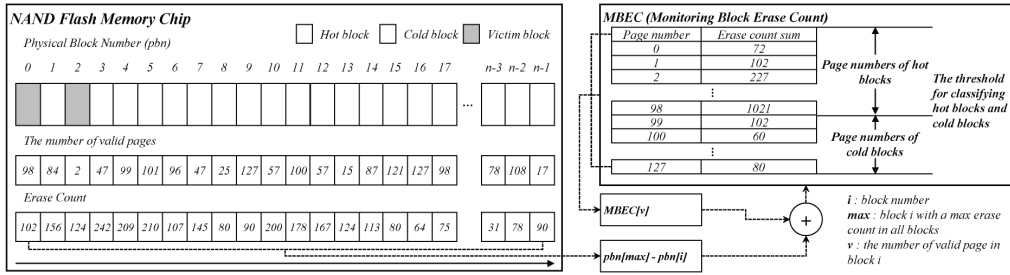 NAND Flash Memory Chip
Physical Block Number (pbn)
Hot block Cold block Victim block
0 1 2 3 4 5 6 7 8 9 10 11 12 13 14 15 16 17 n-3 n-2 n-1
...
The number of valid pages
98 84 2 47 99 101 96 47 25 127 57 100 57 15 87 121 127 98 78 108 17
Erase Count
102 156 124 242 209 210 107 145 80 90 200 178 167 124 113 80 64 75 31 78 90
MBEC (Monitoring Block Erase Count)
Page number Erase count sum
0 72
1 102
2 227
...
98 1021
99 102
100 60
...
127 80
Page numbers of hot
blocks
Page numbers of
cold blocks
The threshold
for classifying
hot blocks and
cold blocks
MBEC[v]
pbn[max] - pbn[i]
+
i : block number
max : block i with a max erase
count in all blocks
v : the number of valid page in
block i